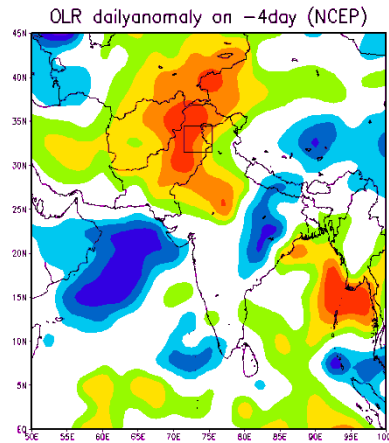 OLR dailyanomaly on -4day (NCEP)
45N
40N
35N
30N
25N
20N
15N
10N
5N
EQ
50E 55E 60E 65E 70E 75E 80E 85E 90E 95E 100E